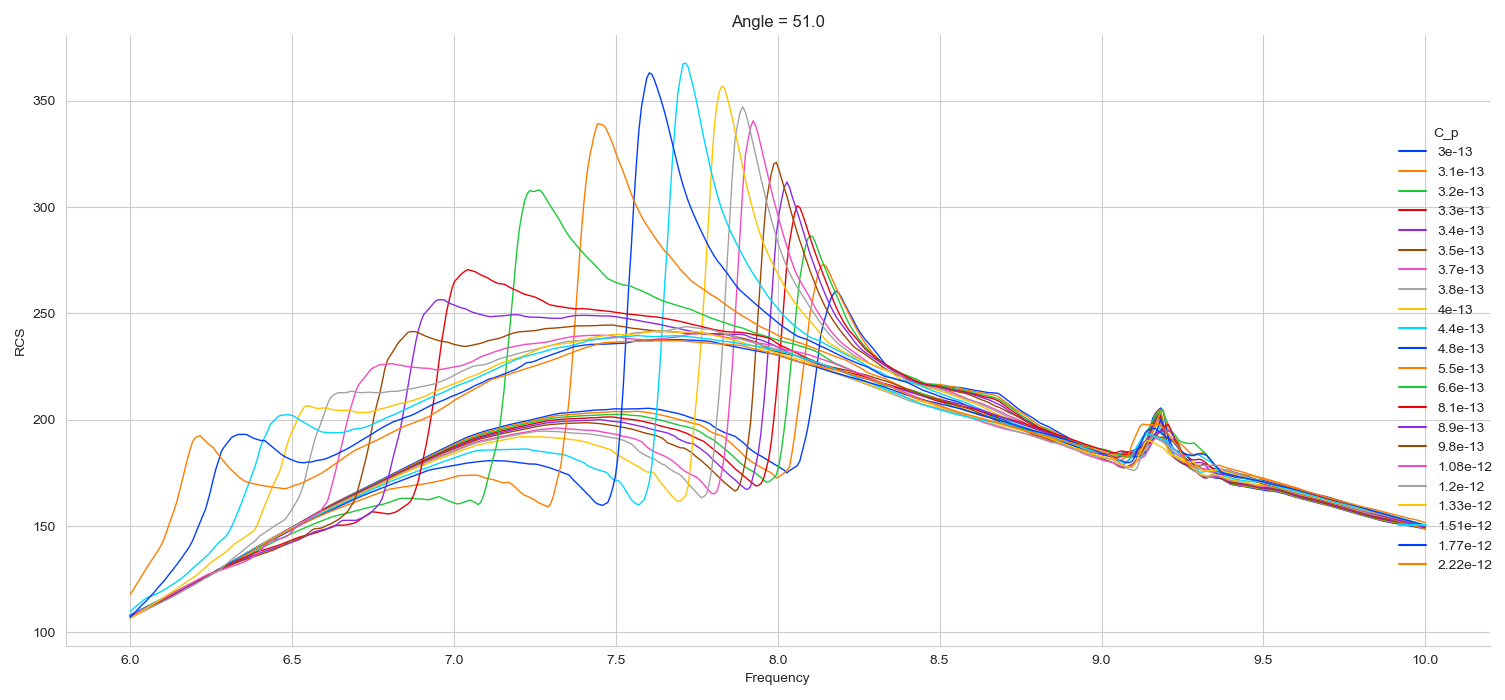 Angle = 51.0
RCS
350
300
250
200
150
100
6.0 6.5 7.0 7.5 8.0 8.5 9.0 9.5 10.0
Frequency
C_p
3e-13
3.1e-13
3.2e-13
3.3e-13
3.4e-13
3.5e-13
3.7e-13
3.8e-13
4e-13
4.4e-13
4.8e-13
5.5e-13
6.6e-13
8.1e-13
8.9e-13
9.8e-13
1.08e-12
1.2e-12
1.33e-12
1.51e-12
1.77e-12
2.22e-12